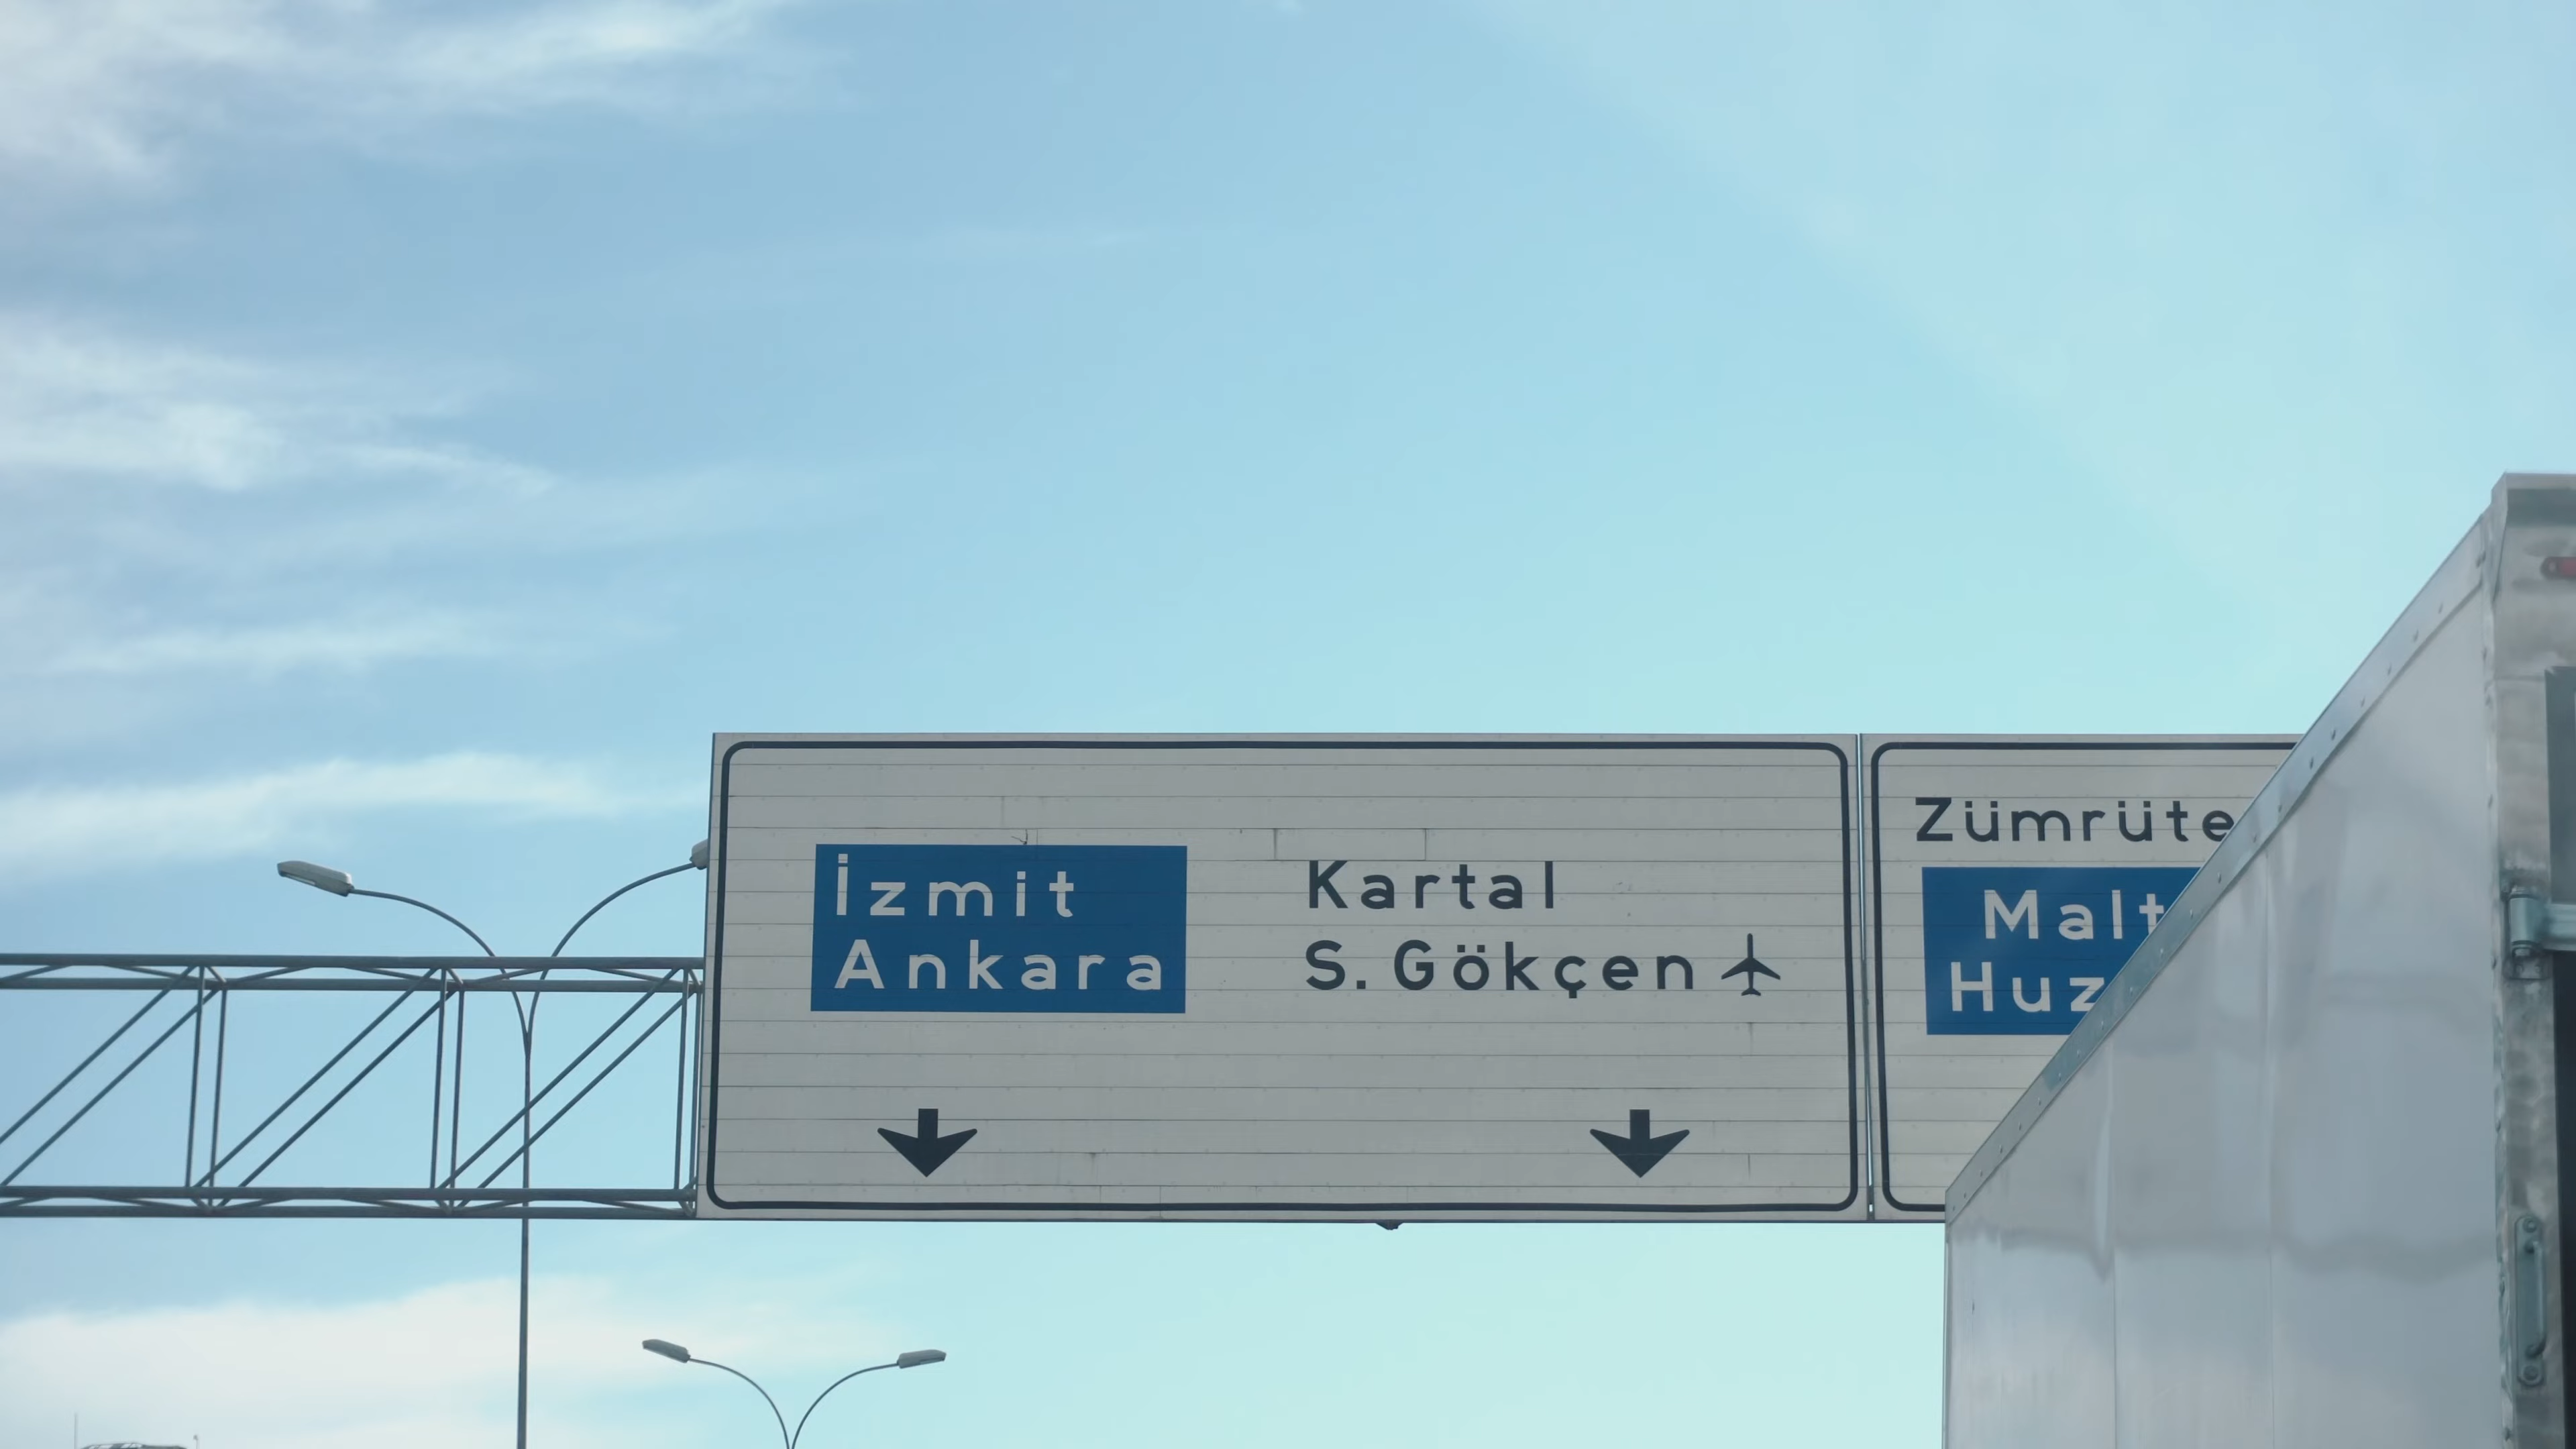 İzmit
Ankara
Kartal
S. Gökçen
Zümrüte
Malt
Huz